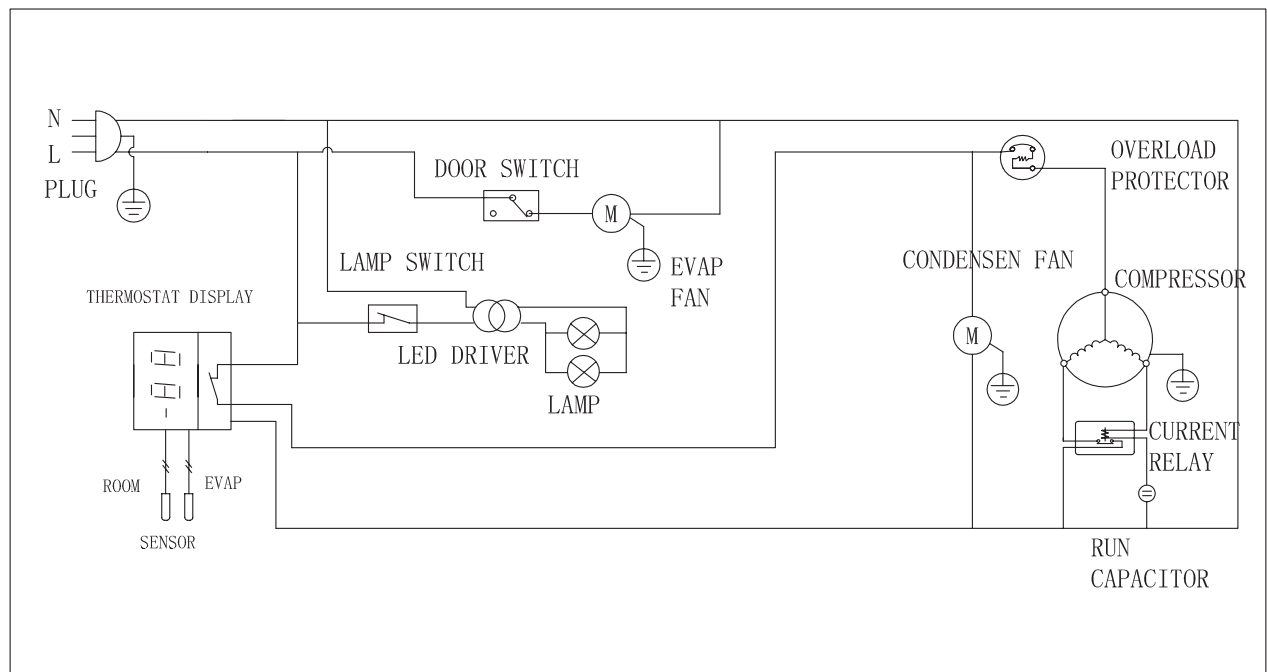 N
L
PLUG
DOOR SWITCH
M
EVAP
FAN
OVERLOAD
PROTECTOR
LAMP SWITCH
CONDENSEN FAN
COMPRESSOR
THERMOSTAT DISPLAY
M
LED DRIVER
LAMP
CURRENT
RELAY
ROOM
EVAP
SENSOR
RUN
CAPACITOR